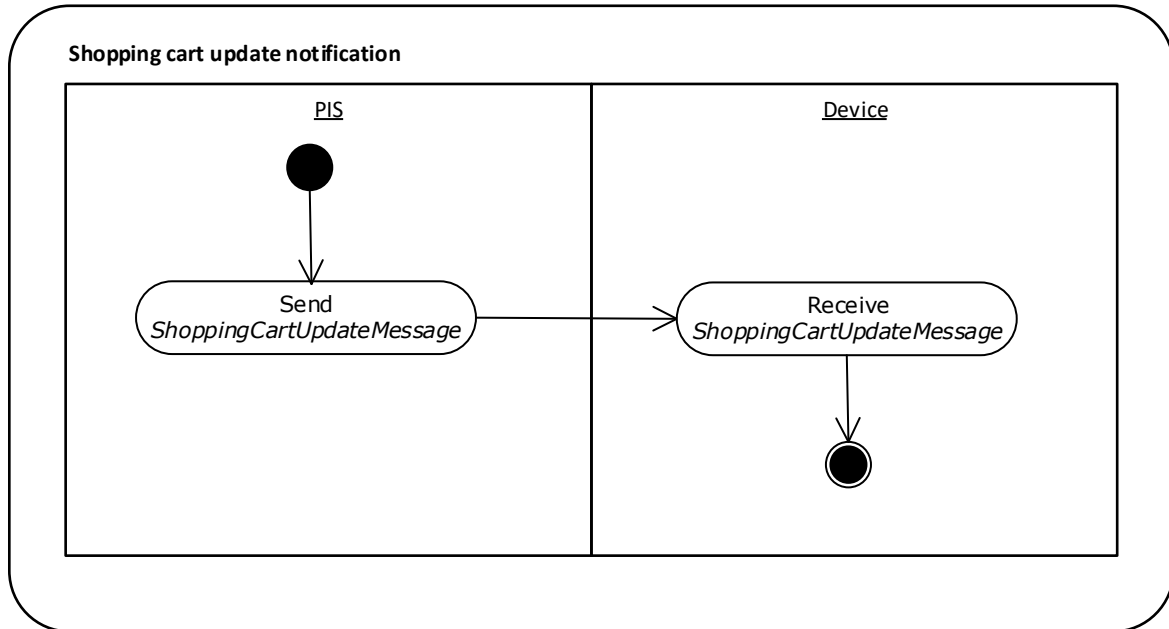 Shopping cart update notification
PIS
Device
Send
ShoppingCartUpdateMessage
Receive
ShoppingCartUpdateMessage